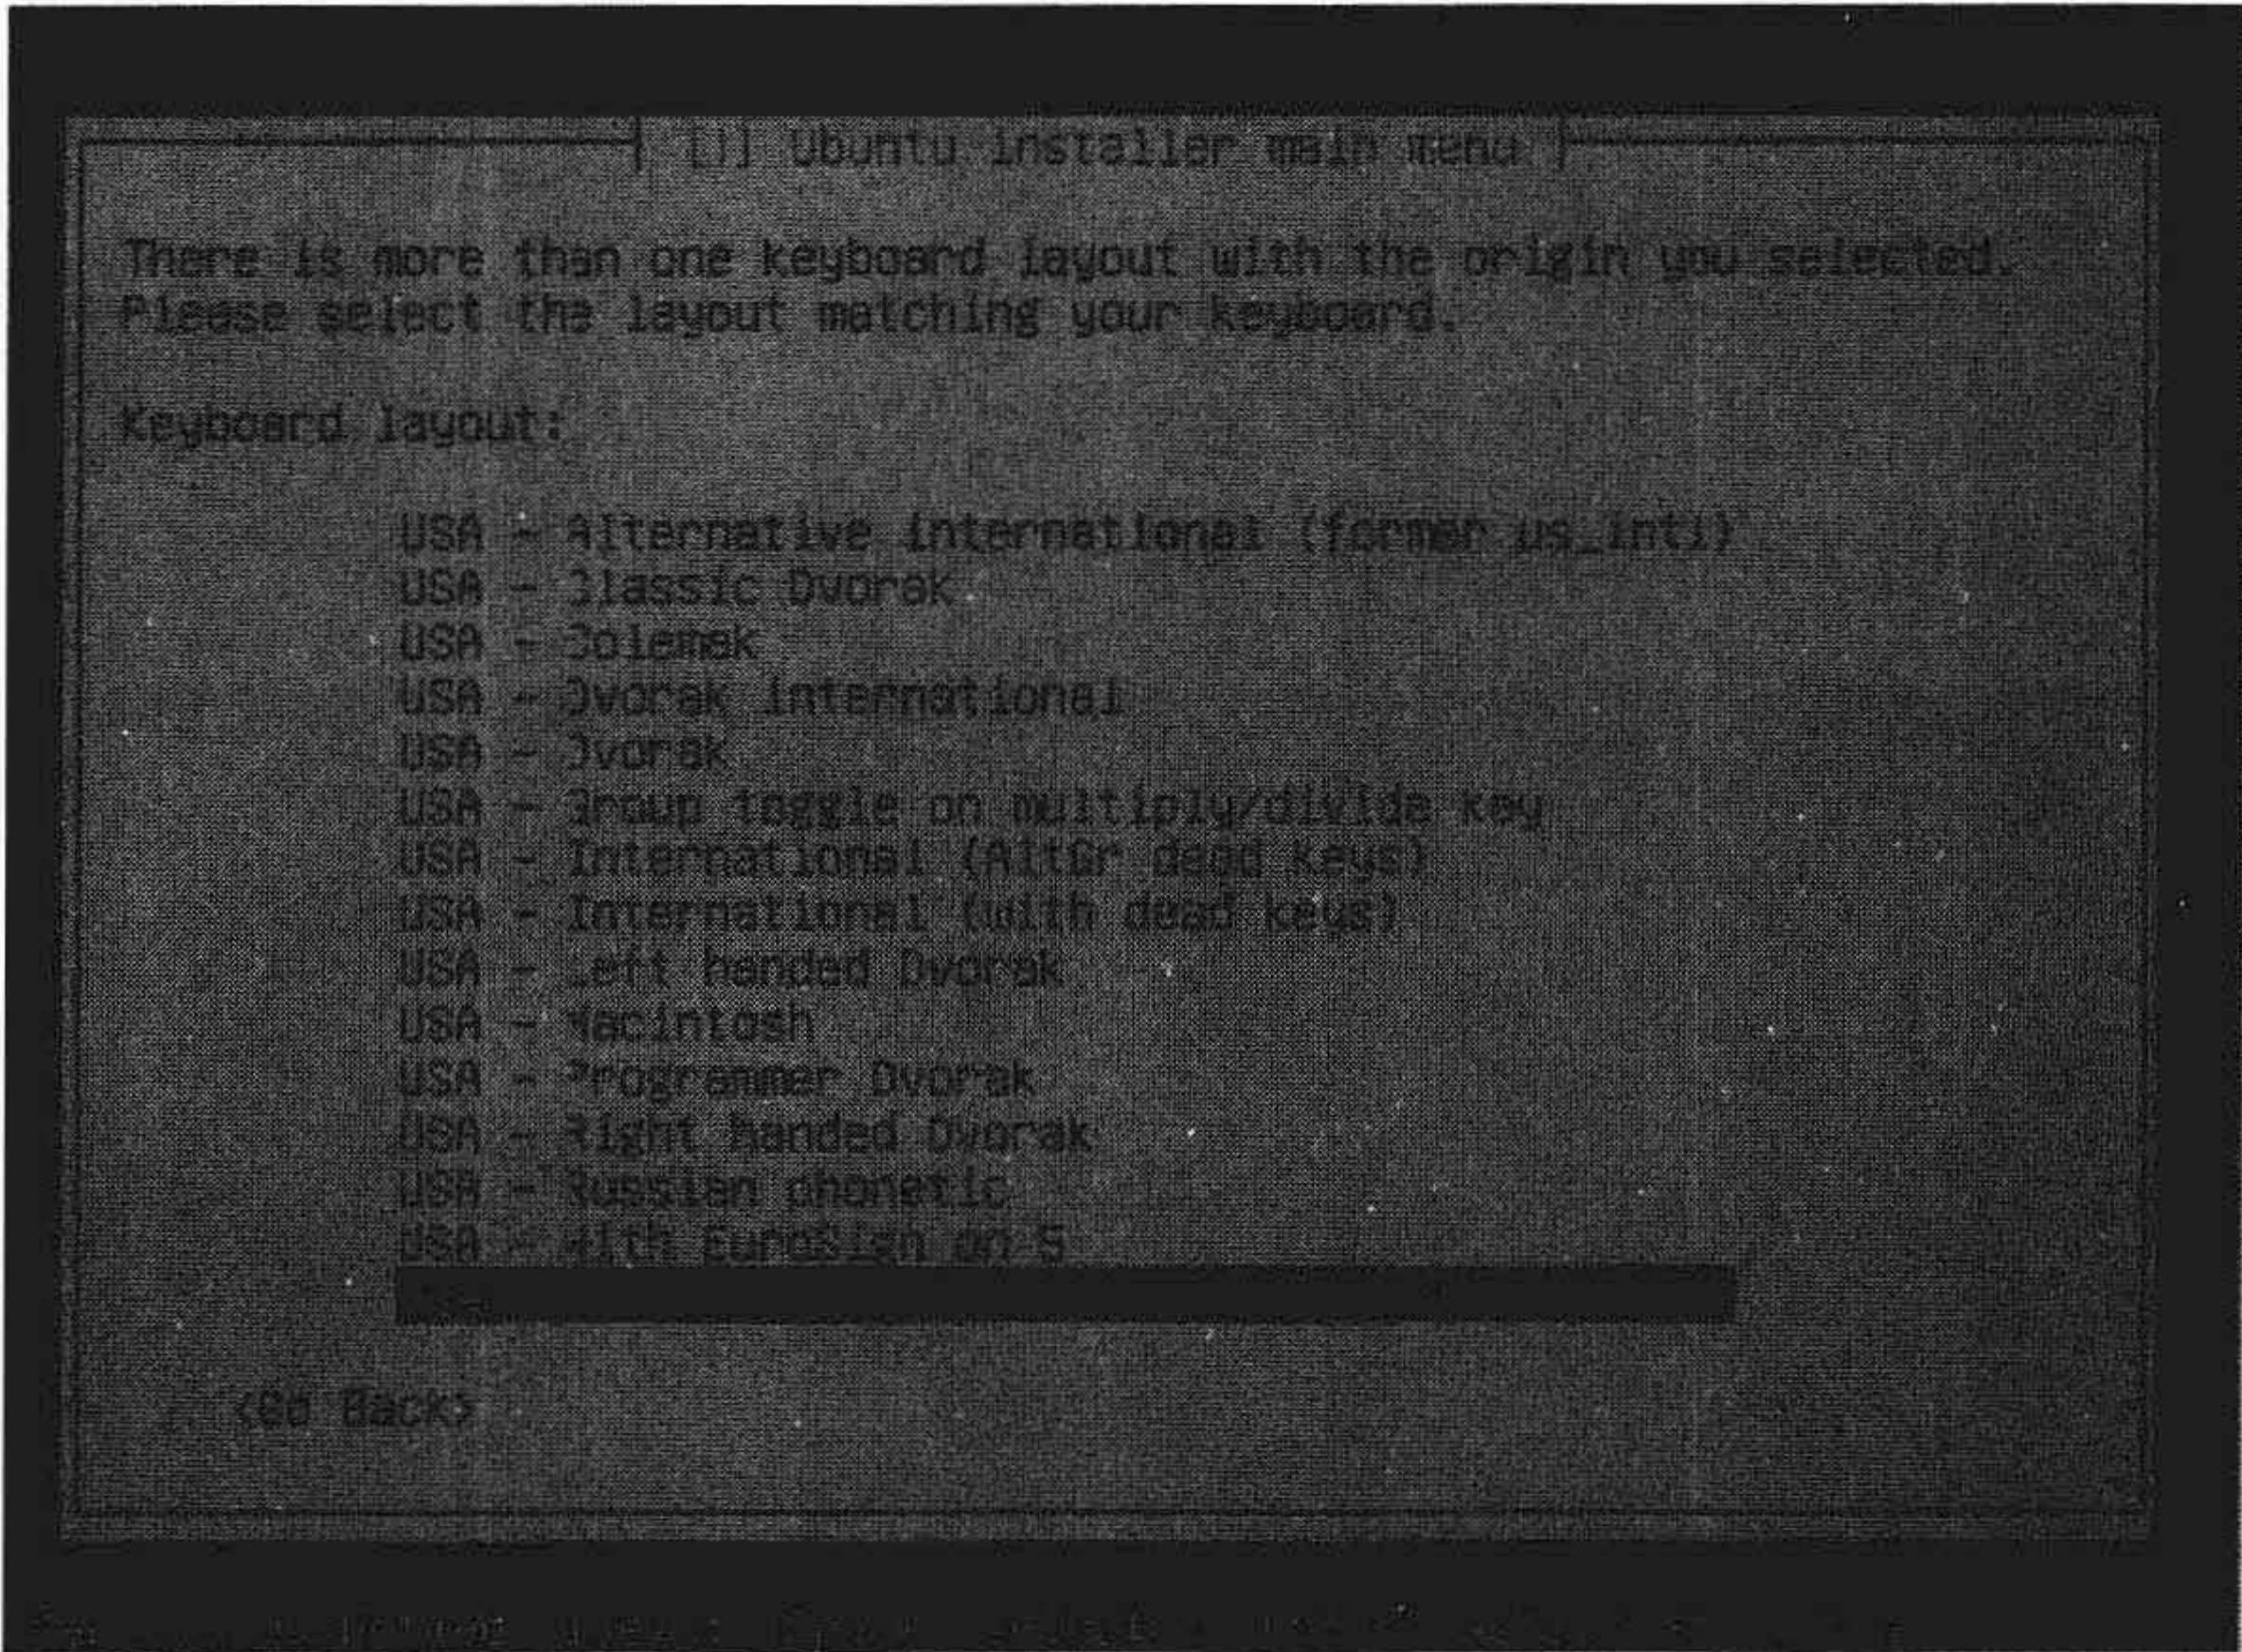 [!] Ubuntu installer main menu
There is more than one keyboard layout with the origin you selected.
Please select the layout matching your keyboard.
Keyboard layout:
USA - Alternative international (former us_intl)
USA - Classic Dvorak
USA - Colemak
USA - Dvorak international
USA - Dvorak
USA - Group toggle on multiply/divide key
USA - International (AltGr dead keys)
USA - International (with dead keys)
USA - Left handed Dvorak
USA - Macintosh
USA - Programmer Dvorak
USA - Right handed Dvorak
USA - Russian phonetic
USA - With EuroSign on 5
<Go Back>